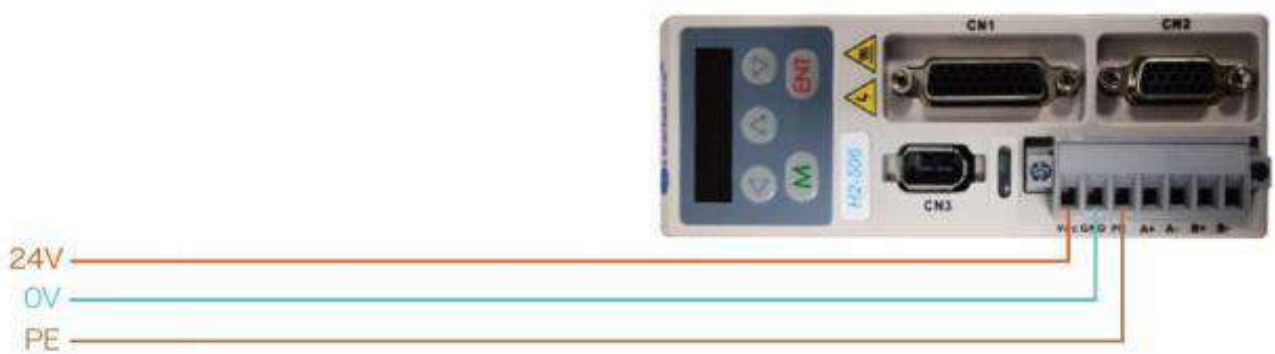 CN1
CN2
ENT
M
H2-506
CN3
Vcc GND PE A+ A- B+ B-
24V
0V
PE